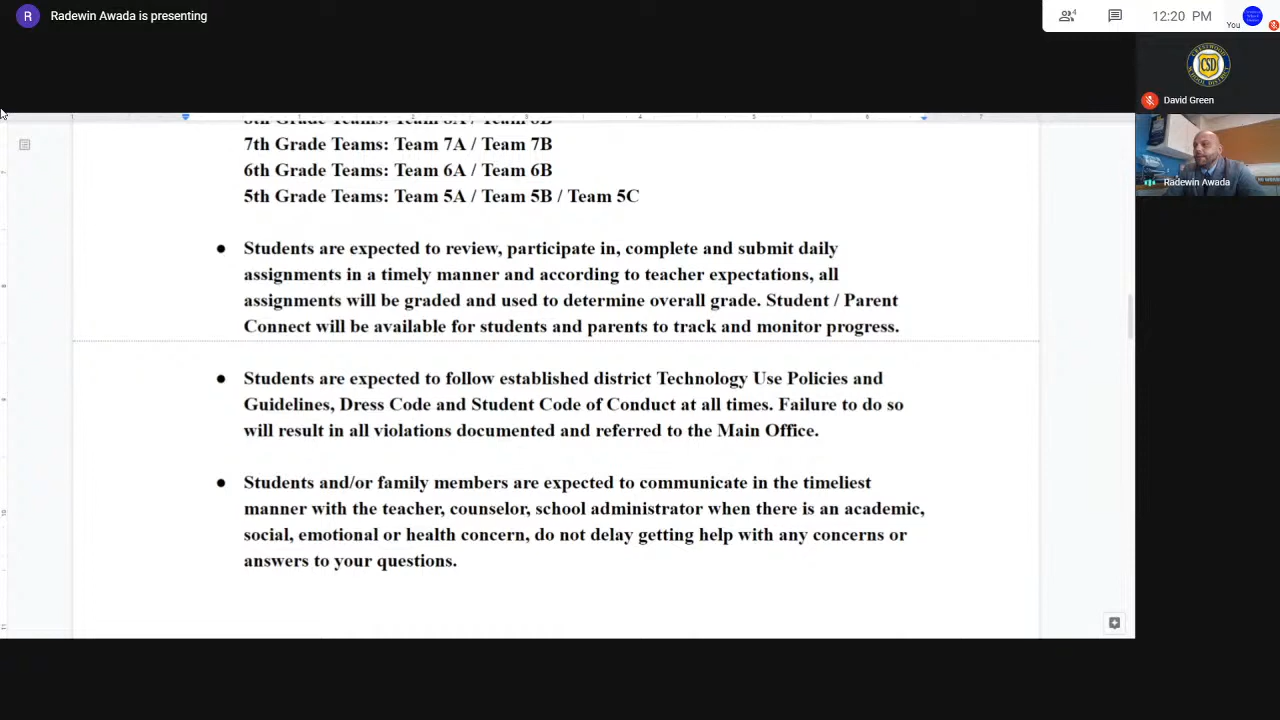 R Radewin Awada is presenting
4
12:20 PM
You
CSD
David Green
Radewin Awada
7th Grade Teams: Team 7A / Team 7B
6th Grade Teams: Team 6A / Team 6B
5th Grade Teams: Team 5A / Team 5B / Team 5C
● Students are expected to review, participate in, complete and submit daily
assignments in a timely manner and according to teacher expectations, all
assignments will be graded and used to determine overall grade. Student / Parent
Connect will be available for students and parents to track and monitor progress.
● Students are expected to follow established district Technology Use Policies and
Guidelines, Dress Code and Student Code of Conduct at all times. Failure to do so
will result in all violations documented and referred to the Main Office.
● Students and/or family members are expected to communicate in the timeliest
manner with the teacher, counselor, school administrator when there is an academic,
social, emotional or health concern, do not delay getting help with any concerns or
answers to your questions.